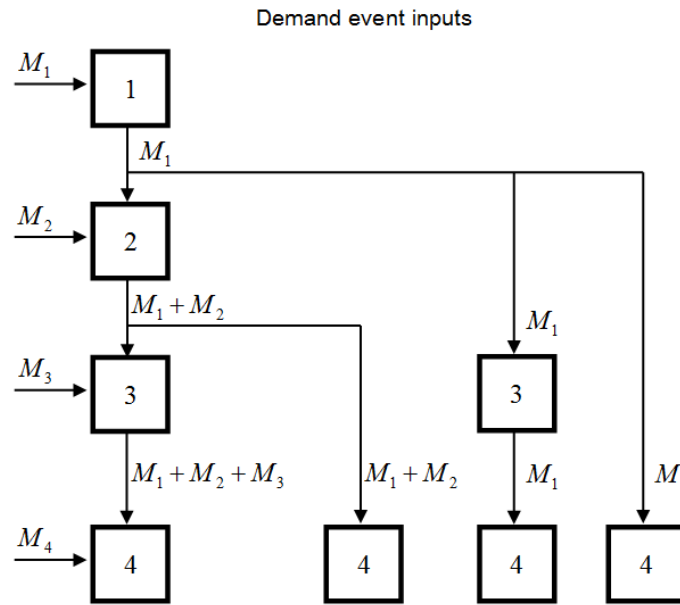 Demand event inputs
M₁
1
M₁
M₂
2
M₁ + M₂
M₁
M₃
3
3
M₁ + M₂ + M₃
M₁ + M₂
M₁
M
M₄
4
4
4
4